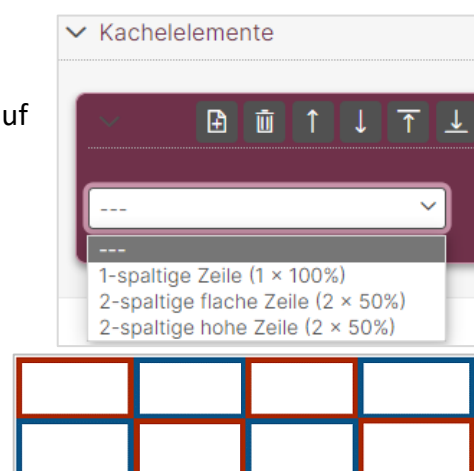 Kachelelemente
uf
---
---
1-spaltige Zeile (1 × 100%)
2-spaltige flache Zeile (2 × 50%)
2-spaltige hohe Zeile (2 × 50%)